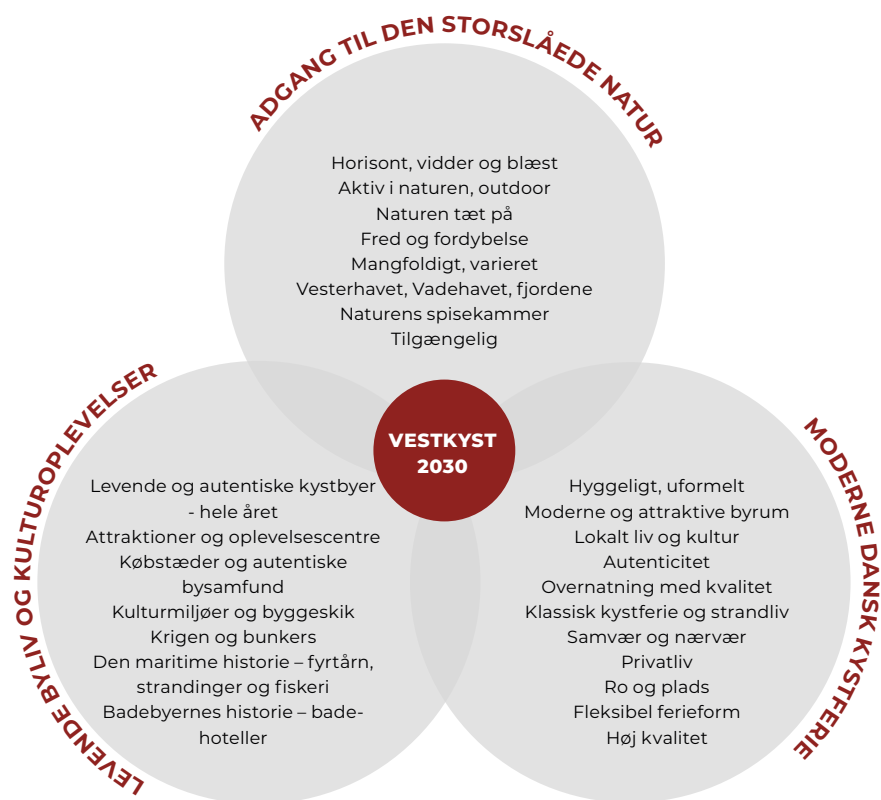 ADGANG TIL DEN STORSLÅEDE NATUR
Horisont, vidder og blæst
Aktiv i naturen, outdoor
Naturen tæt på
Fred og fordybelse
Mangfoldigt, varieret
Vesterhavet, Vadehavet, fjordene
Naturens spisekammer
Tilgængelig
VESTKYST
2030
LEVENDE BYLIV OG KULTUROPLEVELSER
Levende og autentiske kystbyer
- hele året
Attraktioner og oplevelsescentre
Købstæder og autentiske
bysamfund
Kulturmiljøer og byggeskik
Krigen og bunkers
Den maritime historie – fyrtårn,
strandinger og fiskeri
Badebyernes historie – bade-
hoteller
MODERNE DANSK KYSTFERIE
Hyggeligt, uformelt
Moderne og attraktive byrum
Lokalt liv og kultur
Autenticitet
Overnatning med kvalitet
Klassisk kystferie og strandliv
Samvær og nærvær
Privatliv
Ro og plads
Fleksibel ferieform
Høj kvalitet